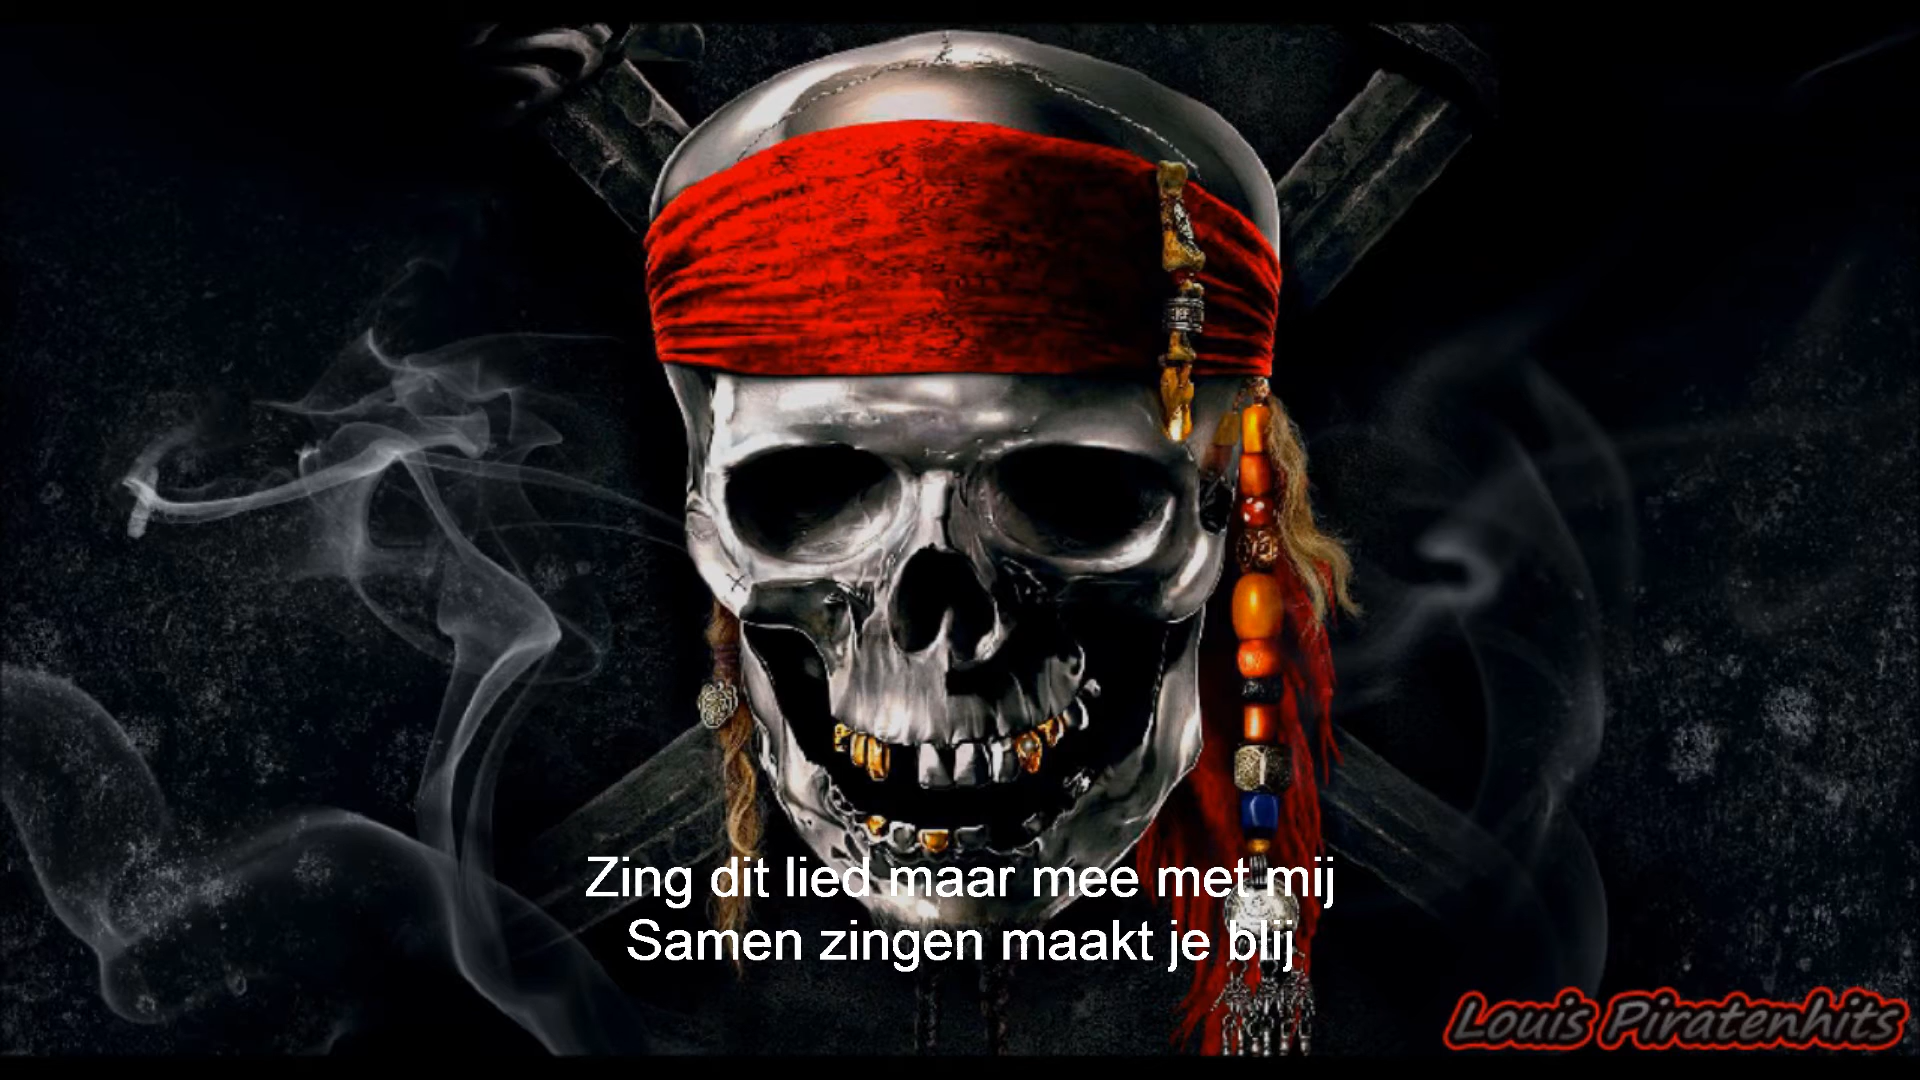 Zing dit lied maar mee met mij
Samen zingen maakt je blij
Louis Piratenhits